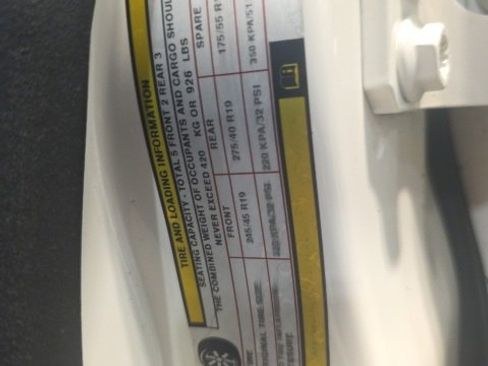 TIRE AND LOADING INFORMATION
SEATING CAPACITY - TOTAL 5 FRONT 2 REAR 3
THE COMBINED WEIGHT OF OCCUPANTS AND CARGO SHOUL
NEVER EXCEED 420 KG OR 926 LBS
FRONT REAR SPARE
245/45 R19 275/40 R19 175/55 R
220 KPA/32 PSI 350 KPA/51